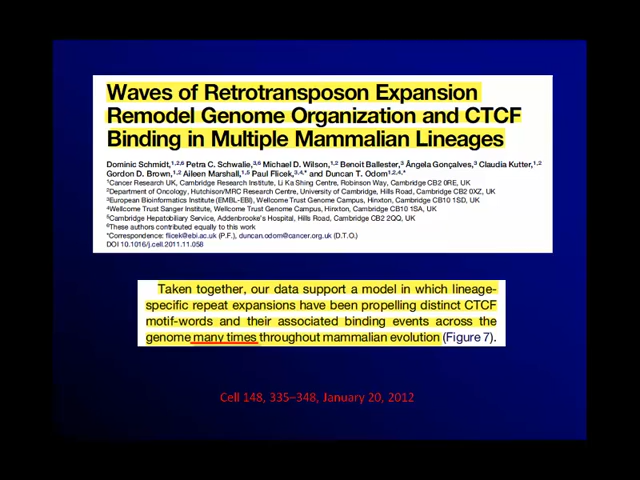 Waves of Retrotransposon Expansion
Remodel Genome Organization and CTCF
Binding in Multiple Mammalian Lineages
Dominic Schmidt,1,2,6 Petra C. Schwalie,3,6 Michael D. Wilson,1,2 Benoit Ballester,3 Ângela Gonçalves,3 Claudia Kutter,1,2
Gordon D. Brown,1,2 Aileen Marshall,1,5 Paul Flicek,3,4,* and Duncan T. Odom1,2,4,*
1Cancer Research UK, Cambridge Research Institute, Li Ka Shing Centre, Robinson Way, Cambridge CB2 0RE, UK
2Department of Oncology, Hutchison/MRC Research Centre, University of Cambridge, Hills Road, Cambridge CB2 0XZ, UK
3European Bioinformatics Institute (EMBL-EBI), Wellcome Trust Genome Campus, Hinxton, Cambridge CB10 1SD, UK
4Wellcome Trust Sanger Institute, Wellcome Trust Genome Campus, Hinxton, Cambridge CB10 1SA, UK
5Cambridge Hepatobiliary Service, Addenbrooke's Hospital, Hills Road, Cambridge CB2 2QQ, UK
6These authors contributed equally to this work
*Correspondence: flicek@ebi.ac.uk (P.F.), duncan.odom@cancer.org.uk (D.T.O.)
DOI 10.1016/j.cell.2011.11.058
Taken together, our data support a model in which lineage-
specific repeat expansions have been propelling distinct CTCF
motif-words and their associated binding events across the
genome many times throughout mammalian evolution (Figure 7).
Cell 148, 335–348, January 20, 2012